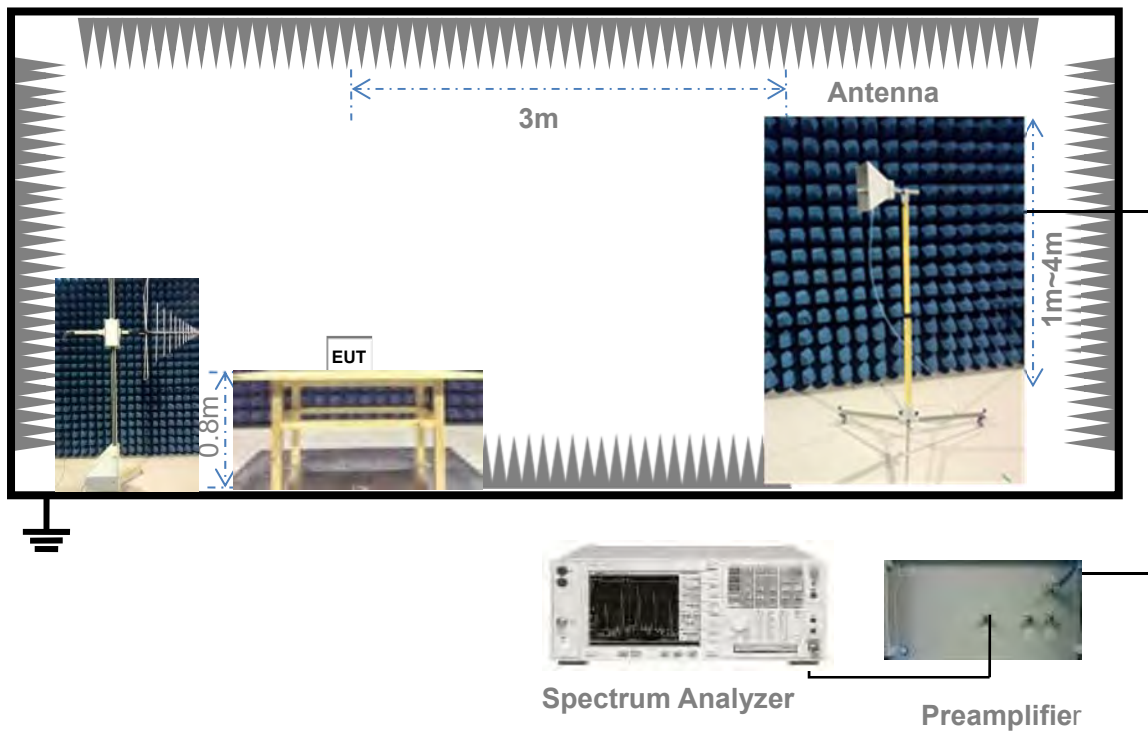 Antenna
3m
1m~4m
EUT
0.8m
Spectrum Analyzer
Preamplifier